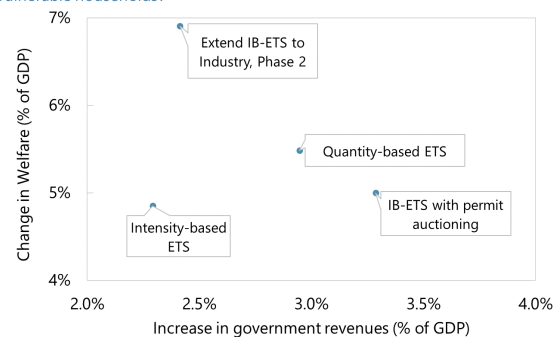 7%
Extend IB-ETS to
Industry, Phase 2
6%
Quantity-based ETS
5%
IB-ETS with permit
auctioning
Intensity-based
ETS
4%
2.0%
2.5%
3.0%
3.5%
4.0%
Increase in government revenues (% of GDP)
Change in Welfare (% of GDP)